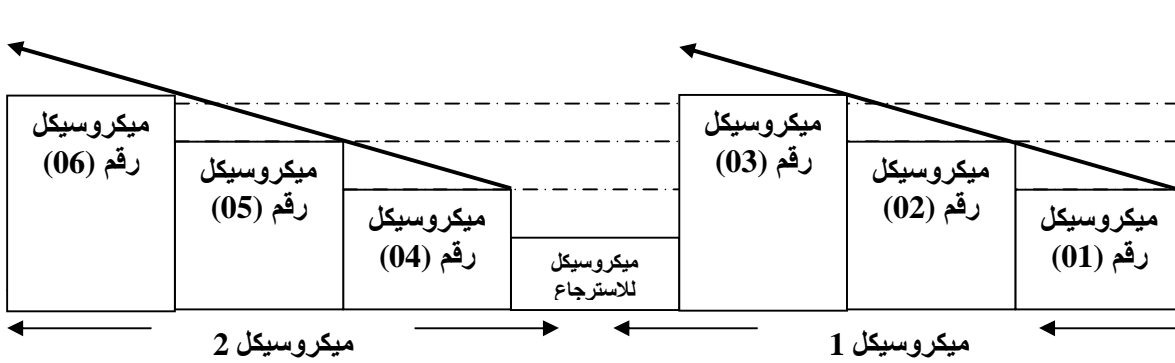 ميكروسيكل
رقم (01)
ميكروسيكل
رقم (02)
ميكروسيكل
رقم (03)
ميكروسيكل
للاسترجاع
ميكروسيكل
رقم (04)
ميكروسيكل
رقم (05)
ميكروسيكل
رقم (06)
ميكروسيكل 1
ميكروسيكل 2